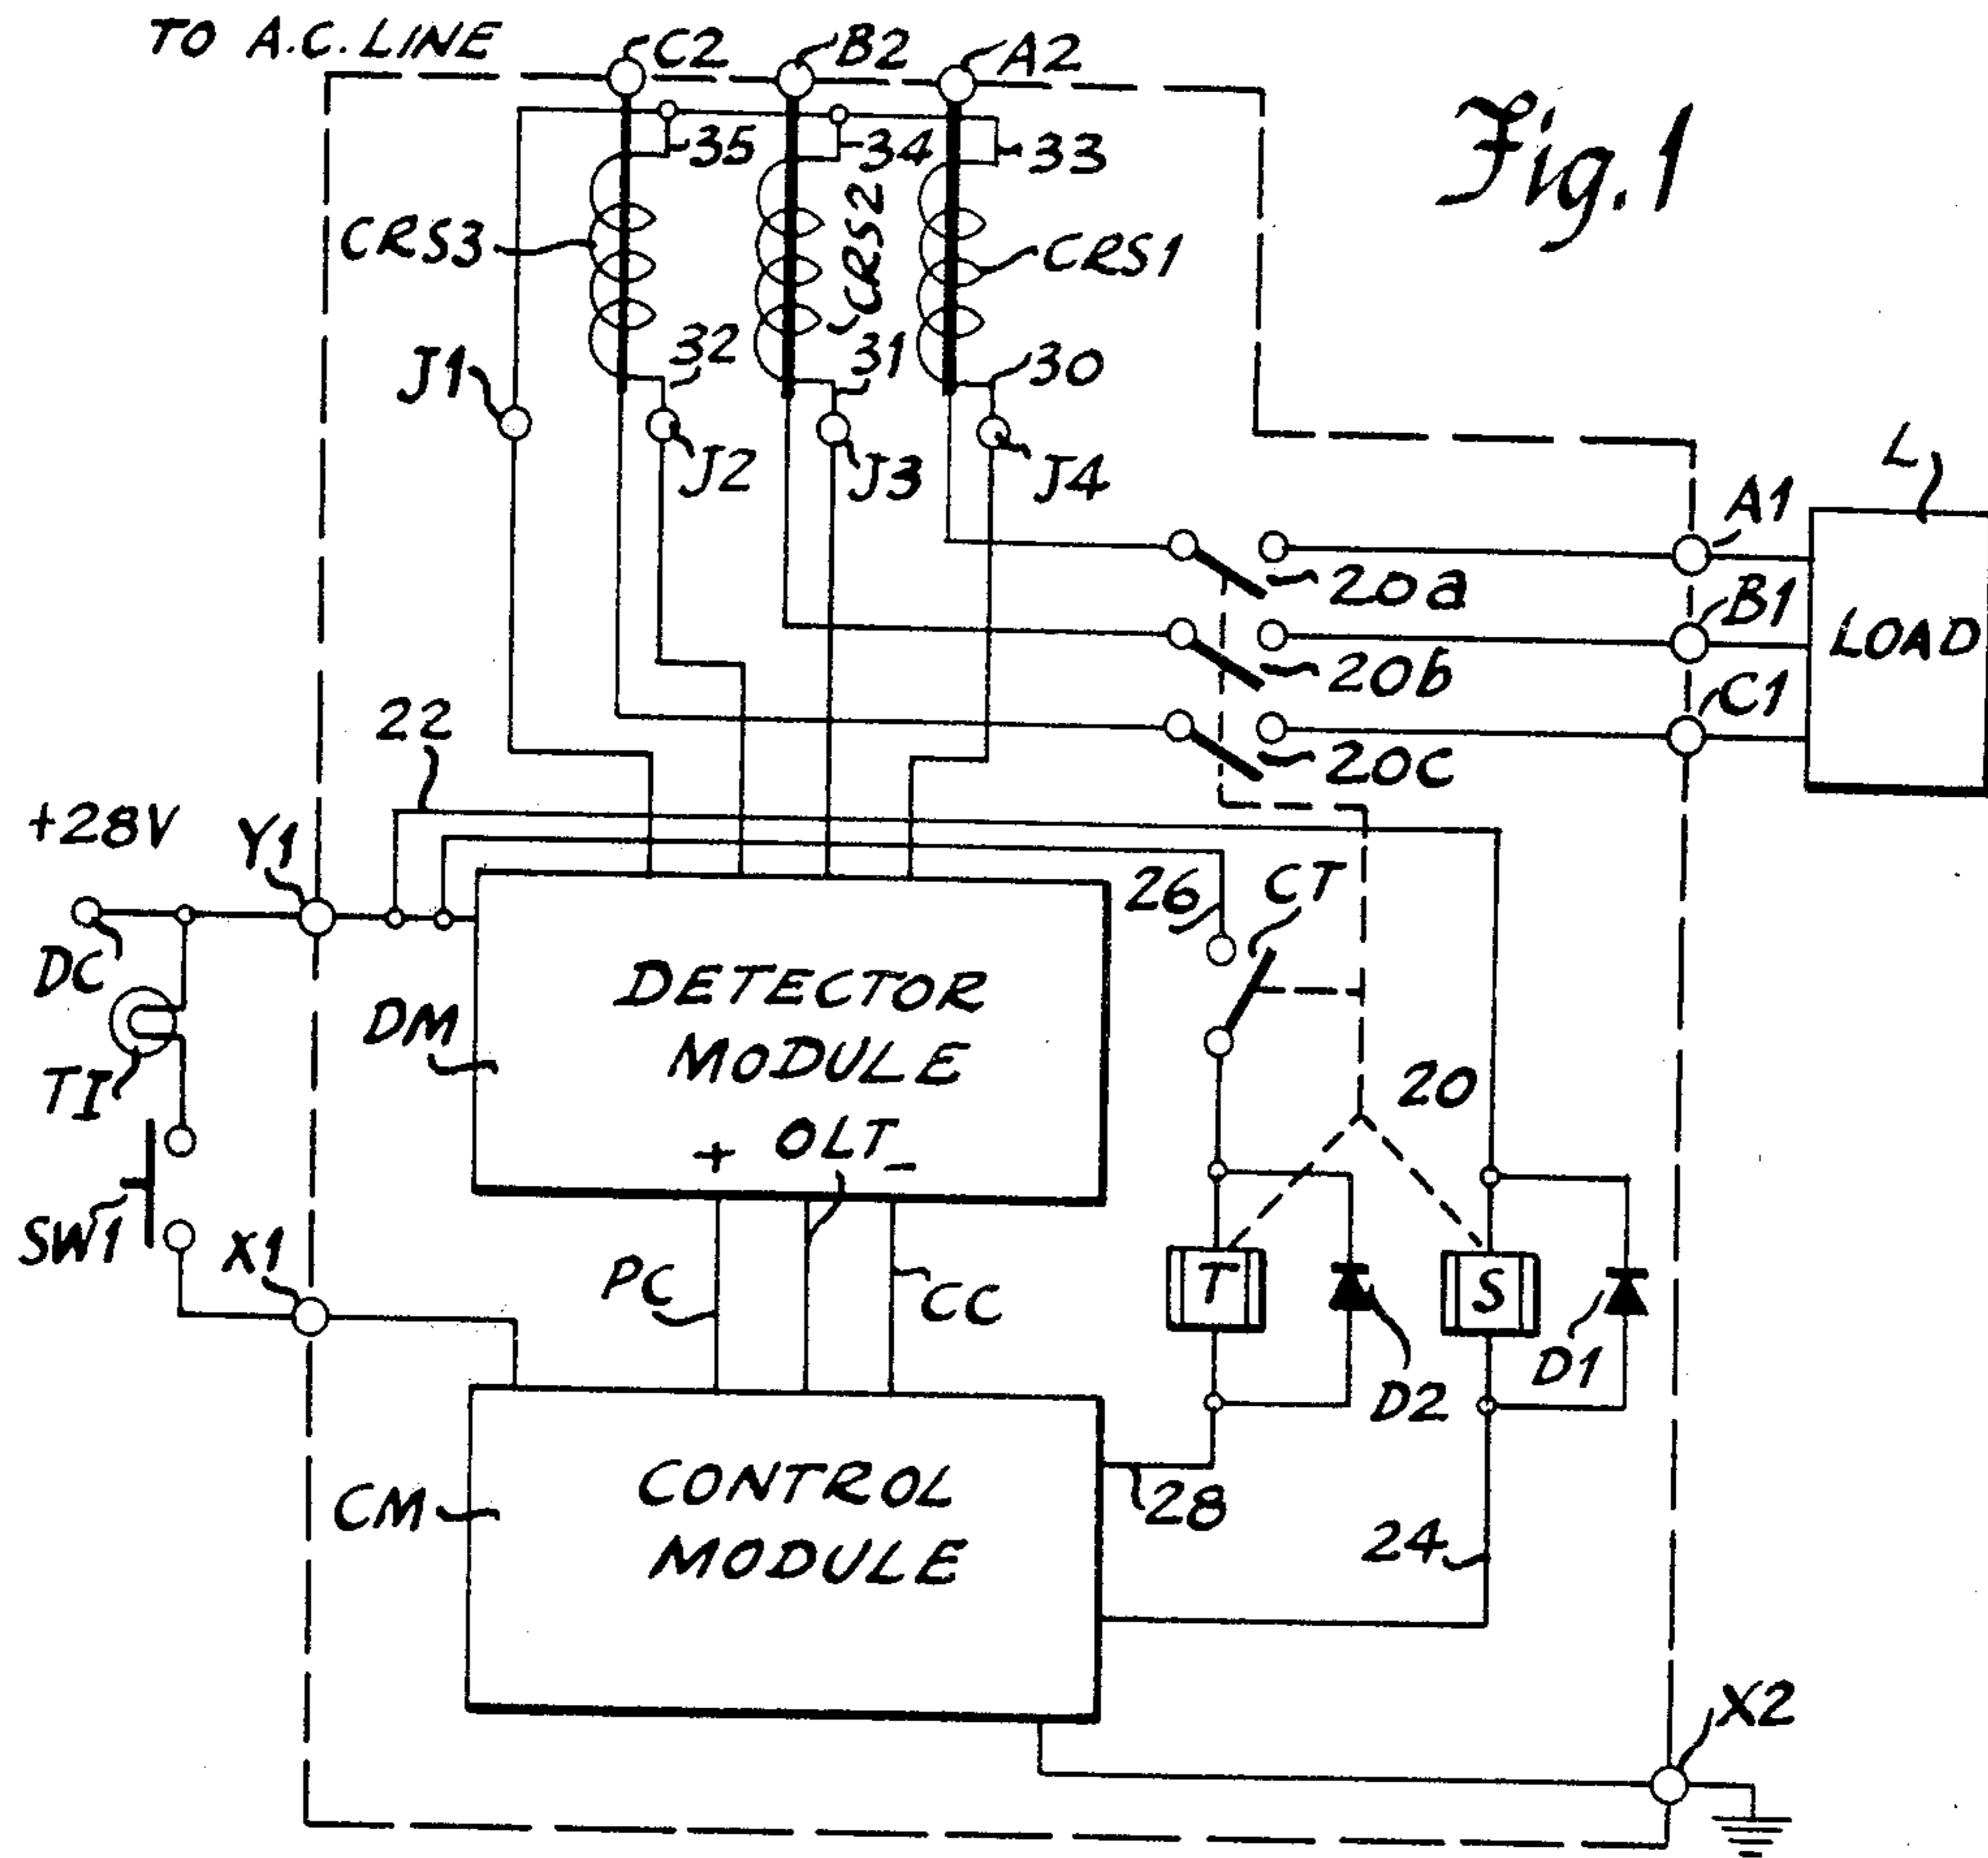 TO A.C. LINE
C2
B2
A2
Fig. 1
35
34
33
CRS3
CRS2
CRS1
32
31
30
J1
J2
J3
J4
L
A1
20a
B1
LOAD
20b
C1
22
20c
+28V
Y1
26
CT
DC
DETECTOR
MODULE
DM
TI
20
+ OLT -
SW1
X1
PC
CC
T
S
D2
D1
CONTROL
MODULE
CM
28
24
X2